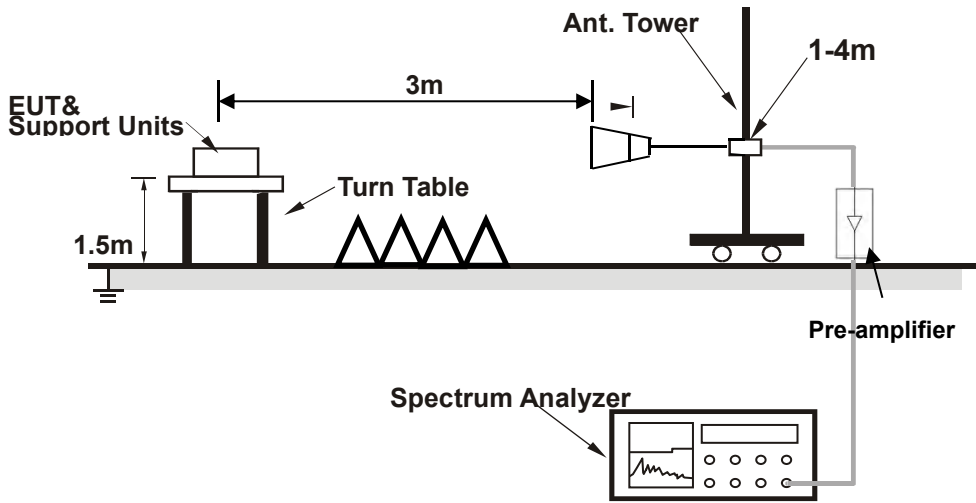 Ant. Tower
1-4m
3m
EUT&
Support Units
Turn Table
1.5m
Pre-amplifier
Spectrum Analyzer